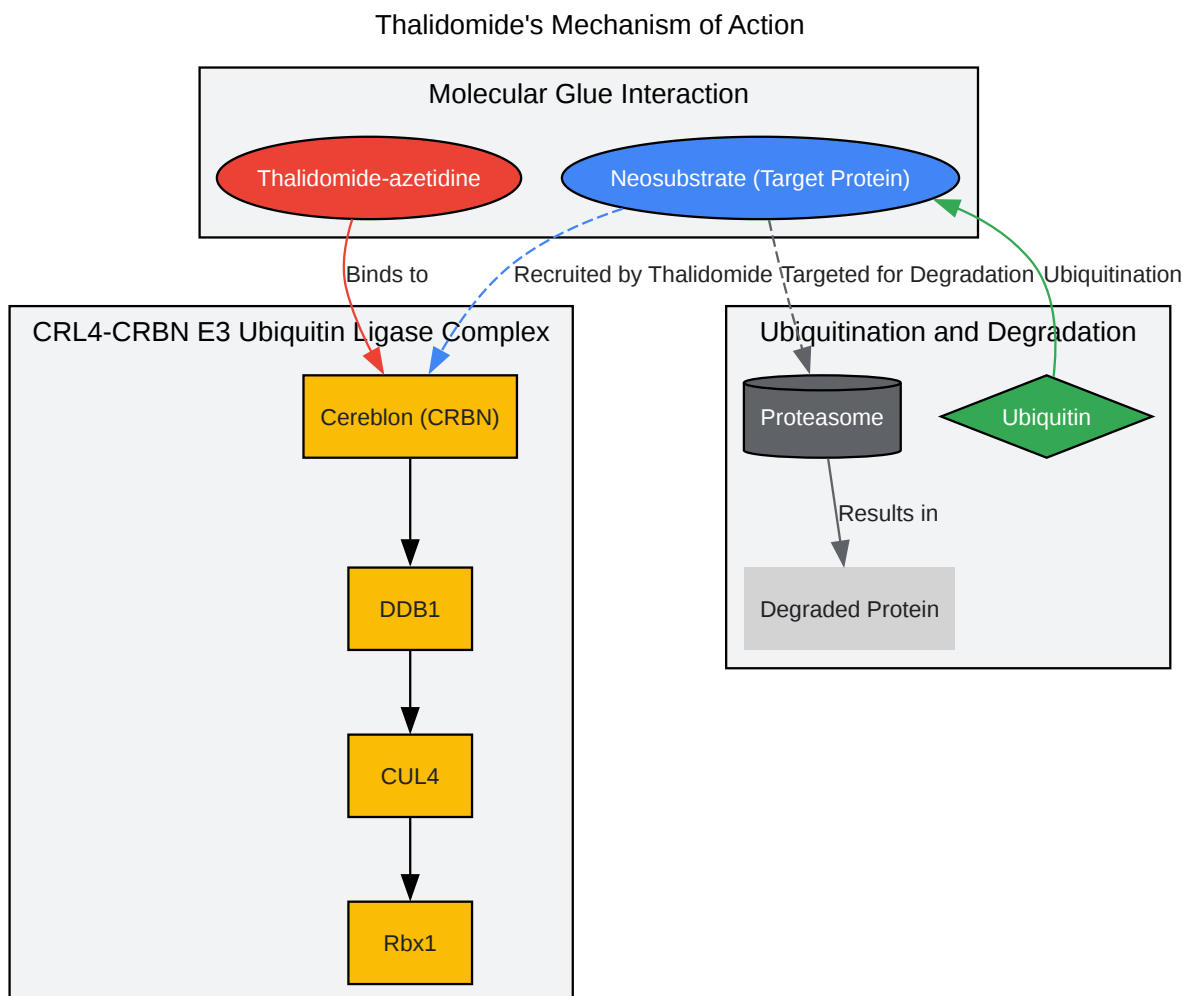 Thalidomide's Mechanism of Action
Molecular Glue Interaction
Thalidomide-azetidine
Neosubstrate (Target Protein)
Binds to
Recruited by Thalidomide
Targeted for Degradation
Ubiquitination
CRL4-CRBN E3 Ubiquitin Ligase Complex
Ubiquitination and Degradation
Cereblon (CRBN)
Proteasome
Ubiquitin
Results in
DDB1
Degraded Protein
CUL4
Rbx1